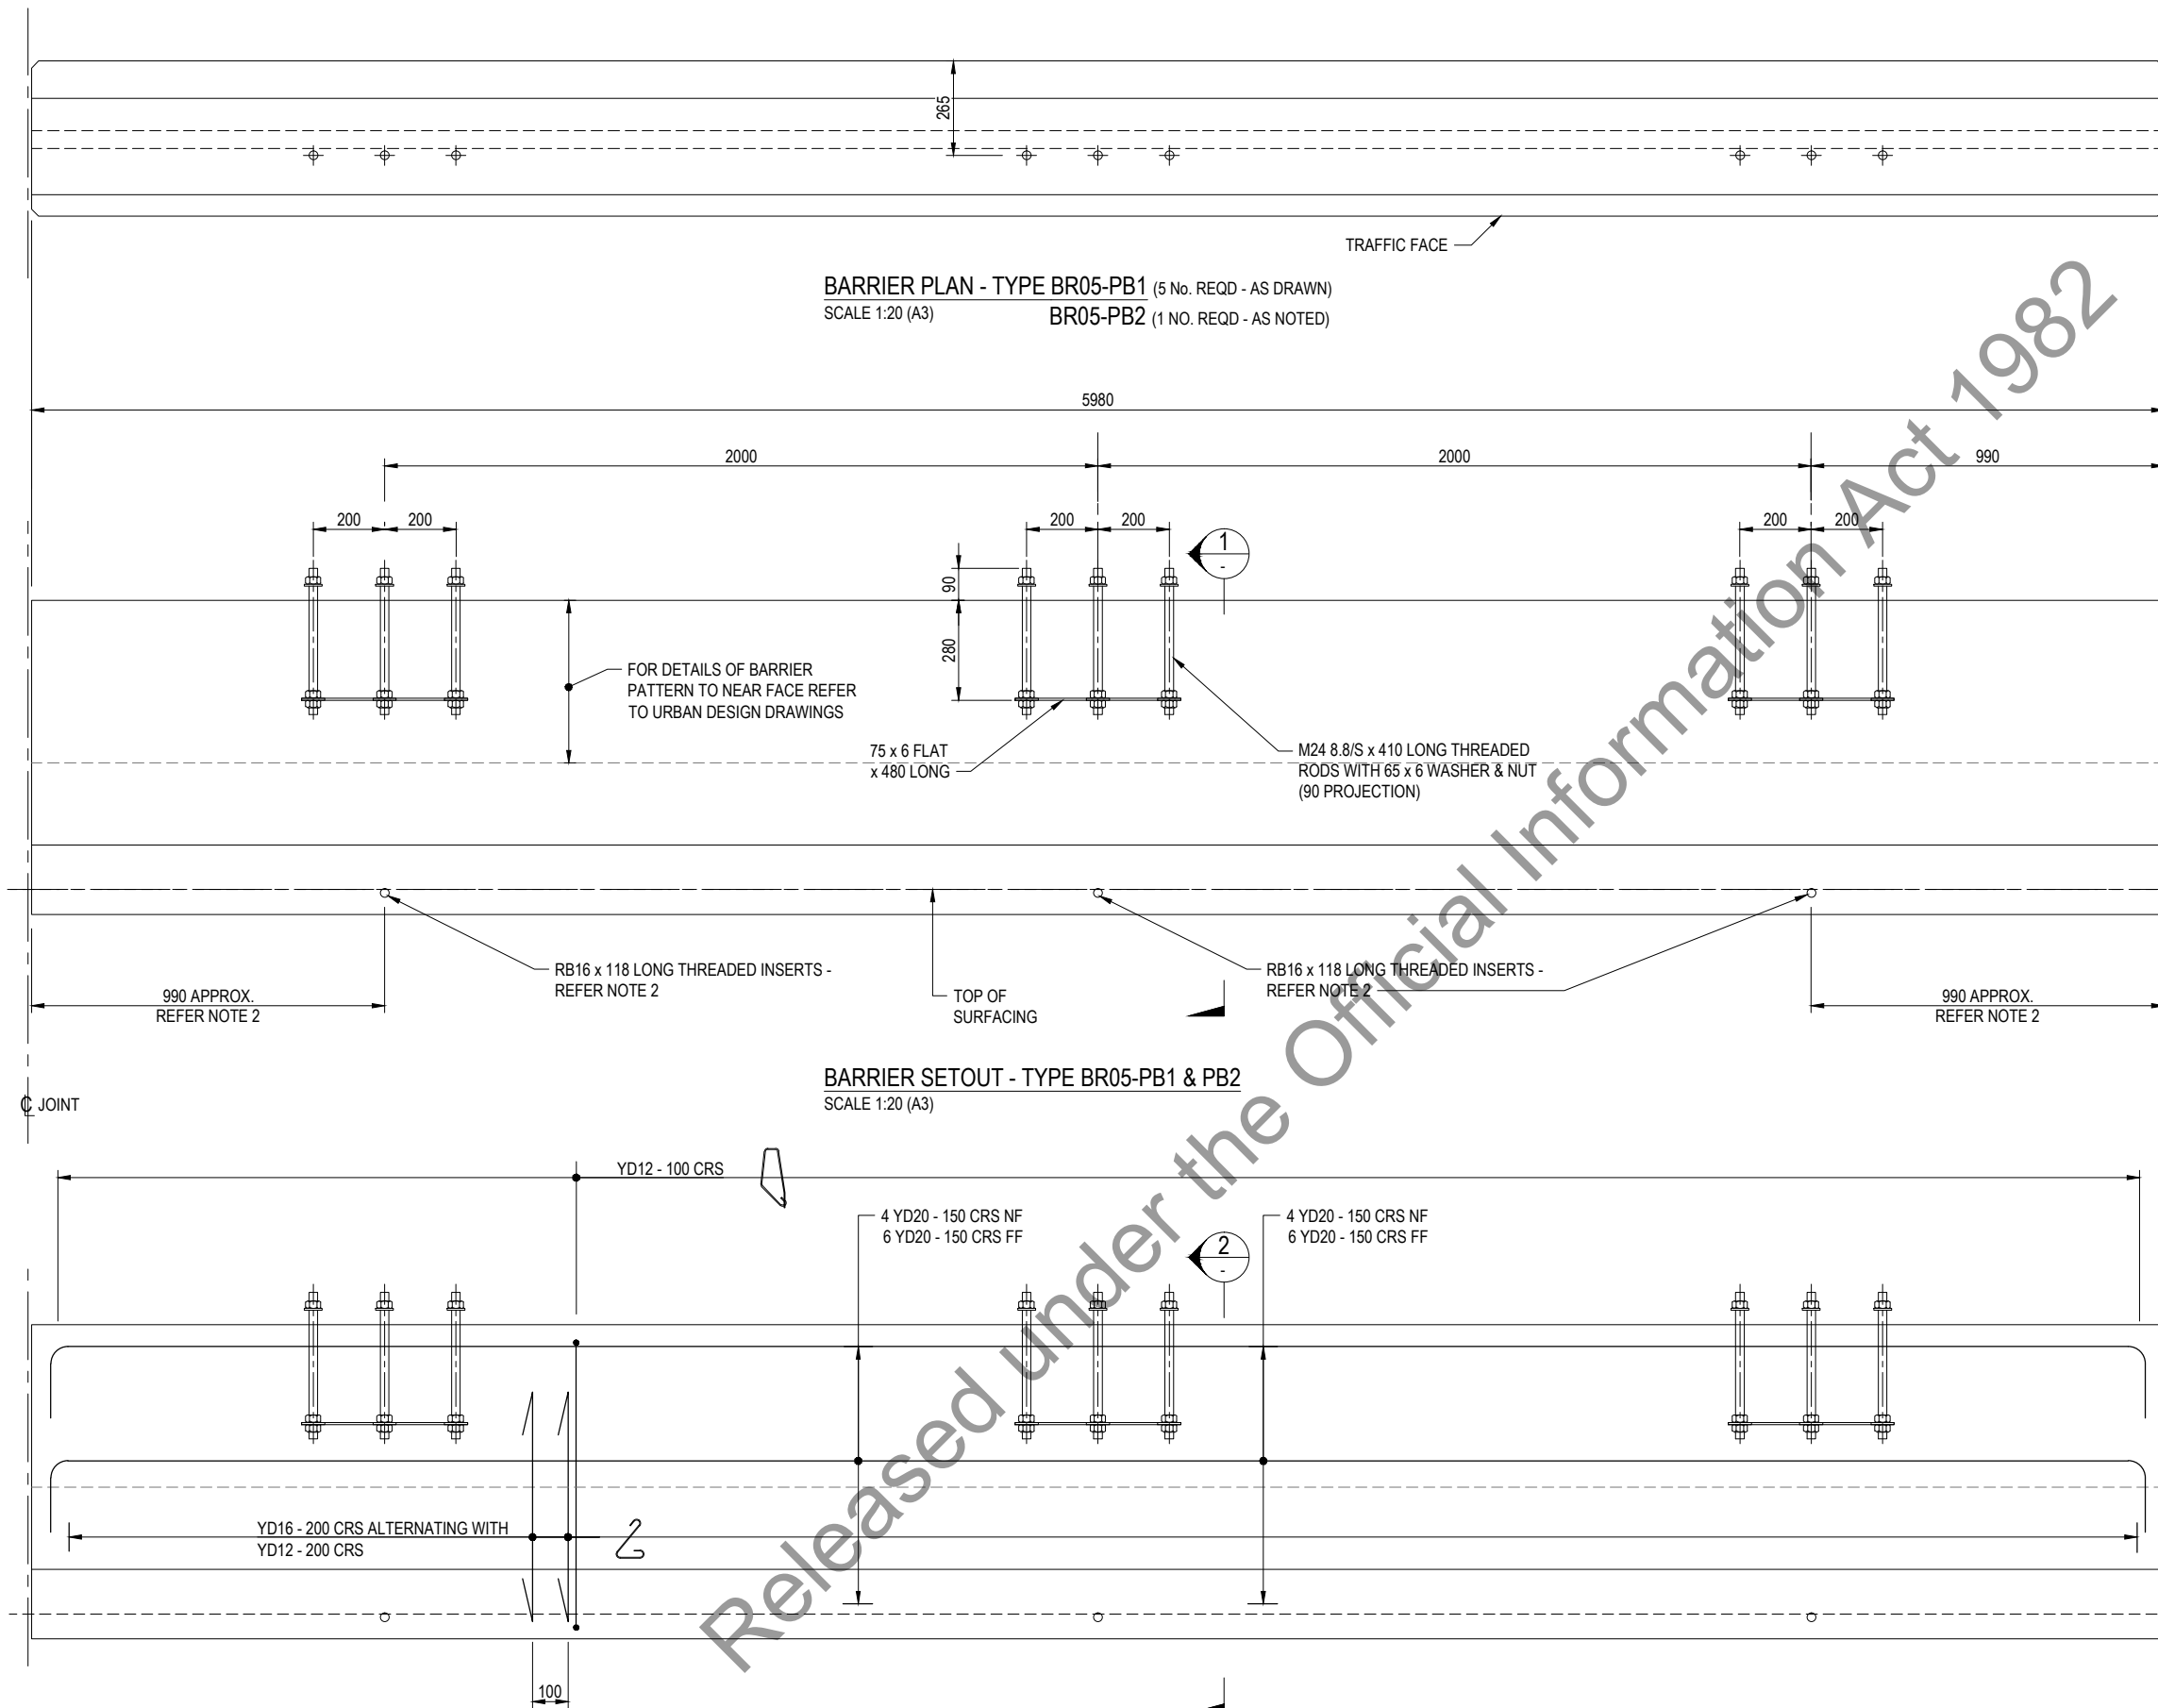 265
TRAFFIC FACE
BARRIER PLAN - TYPE BR05-PB1 (5 No. REQD - AS DRAWN)
SCALE 1:20 (A3)
BR05-PB2 (1 NO. REQD - AS NOTED)
5980
2000
2000
990
200
200
200
200
200
200
1
-
90
280
FOR DETAILS OF BARRIER
PATTERN TO NEAR FACE REFER
TO URBAN DESIGN DRAWINGS
75 x 6 FLAT
x 480 LONG
M24 8.8/S x 410 LONG THREADED
RODS WITH 65 x 6 WASHER & NUT
(90 PROJECTION)
RB16 x 118 LONG THREADED INSERTS -
REFER NOTE 2
RB16 x 118 LONG THREADED INSERTS -
REFER NOTE 2
990 APPROX.
REFER NOTE 2
TOP OF
SURFACING
990 APPROX.
REFER NOTE 2
BARRIER SETOUT - TYPE BR05-PB1 & PB2
SCALE 1:20 (A3)
℄ JOINT
YD12 - 100 CRS
4 YD20 - 150 CRS NF
6 YD20 - 150 CRS FF
4 YD20 - 150 CRS NF
6 YD20 - 150 CRS FF
2
-
YD16 - 200 CRS ALTERNATING WITH
YD12 - 200 CRS
100
Released under the Official Information Act 1982